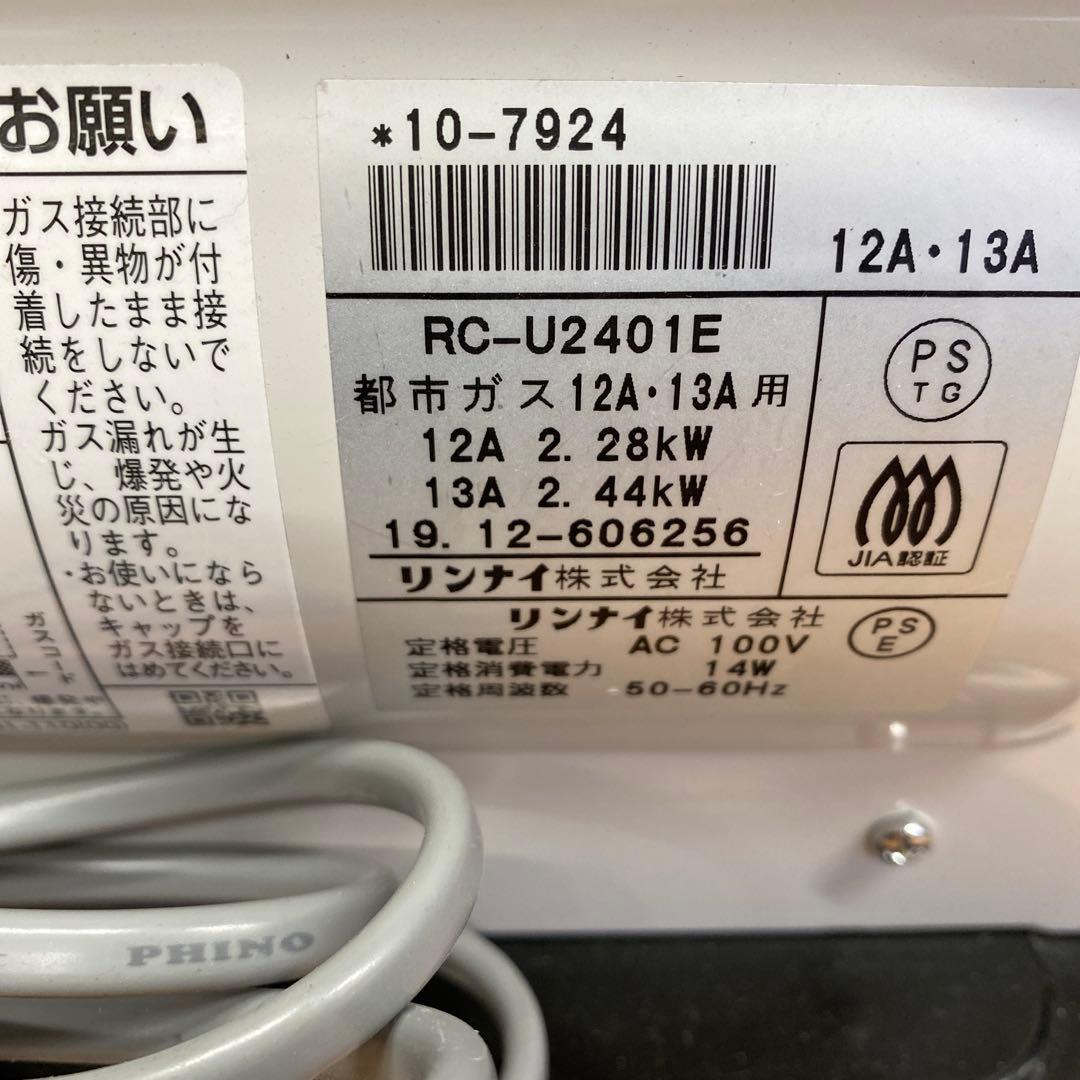 お願い
ガス接続部に
傷・異物が付
着したまま接
続をしないで
ください。
ガス漏れが生
じ、爆発や火
災の原因にな
ります。
・お使いになら
ないときは、
キャップを
ガス接続口に
はめてください。
ガスコード
*10-7924
12A・13A
RC-U2401E
都市ガス12A・13A用
12A 2.28kW
13A 2.44kW
19.12-606256
リンナイ株式会社
PS
TG
JIA認証
リンナイ株式会社
定格電圧 AC 100V
定格消費電力 14W
定格周波数 50-60Hz
PS
E
PHINO